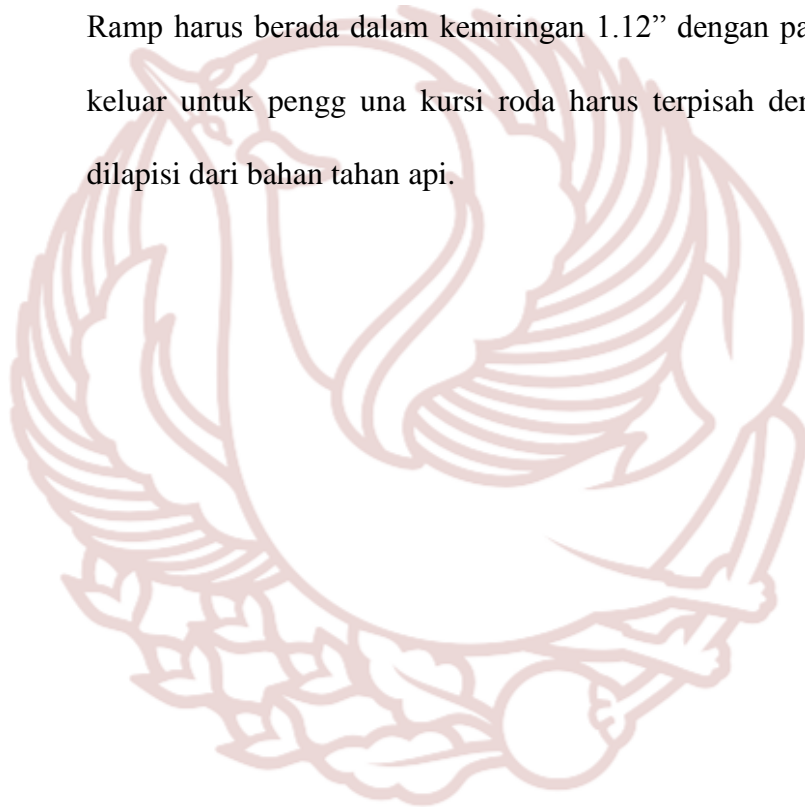 Ramp harus berada dalam kemiringan 1.12” dengan pa
keluar untuk pengg una kursi roda harus terpisah der
dilapisi dari bahan tahan api.